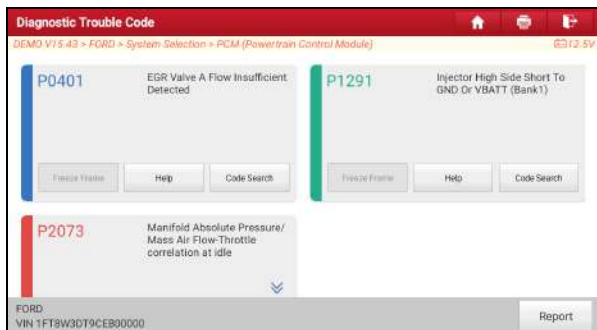 Diagnostic Trouble Code
DEMO V15.43 > FORD > System Selection > PCM (Powertrain Control Module)
12.5V
P0401
EGR Valve A Flow Insufficient
Detected
Freeze Frame
Help
Code Search
P1291
Injector High Side Short To
GND Or VBATT (Bank1)
Freeze Frame
Help
Code Search
P2073
Manifold Absolute Pressure/
Mass Air Flow-Throttle
correlation at idle
FORD
VIN 1FT8W3DT9CEB00000
Report